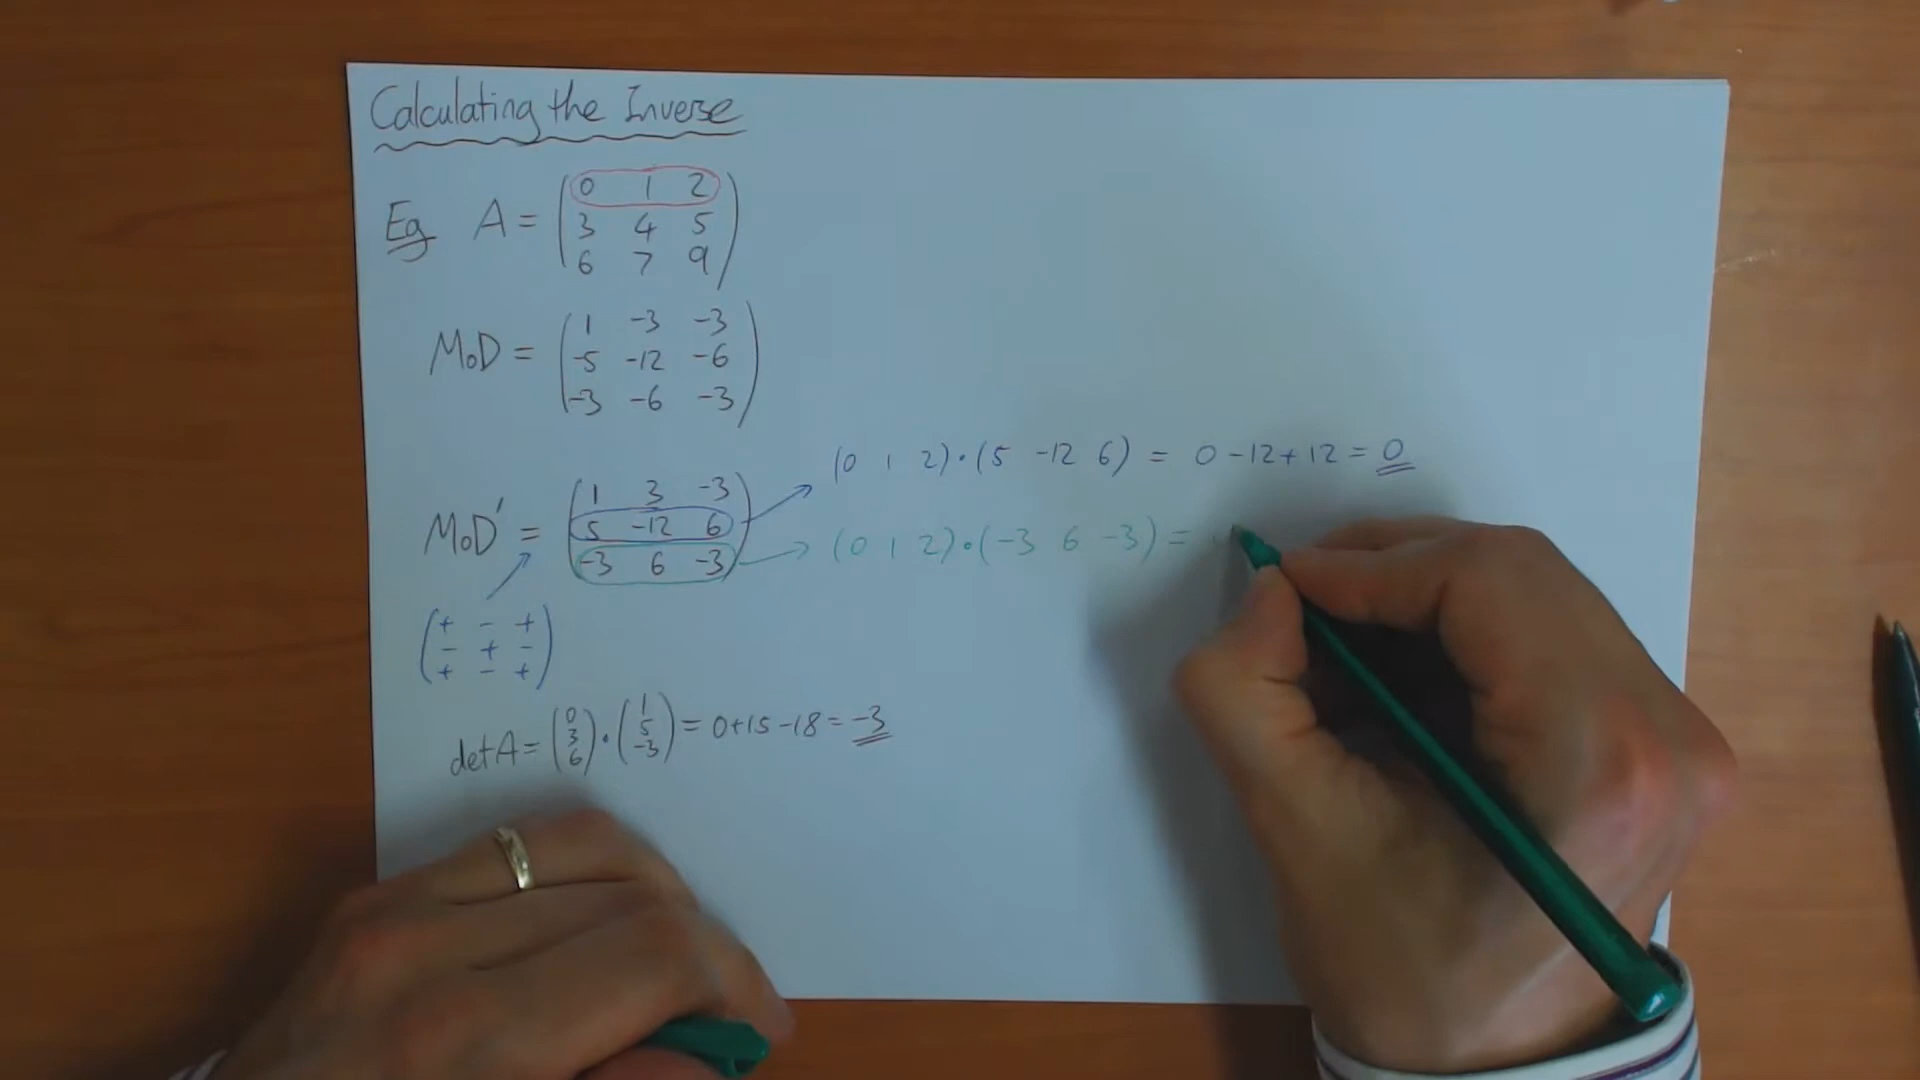 Calculating the Inverse
Eg A = (0 1 2
3 4 5
6 7 9)
MoD = (1 -3 -3
-5 -12 -6
-3 -6 -3)
MoD' = (1 3 -3
5 -12 6
-3 6 -3)
(0 1 2)·(5 -12 6) = 0-12+12 = 0
(0 1 2)·(-3 6 -3) =
(+ - +
- + -
+ - +)
detA = (0 3 6)·(1 5 -3) = 0+15-18 = -3